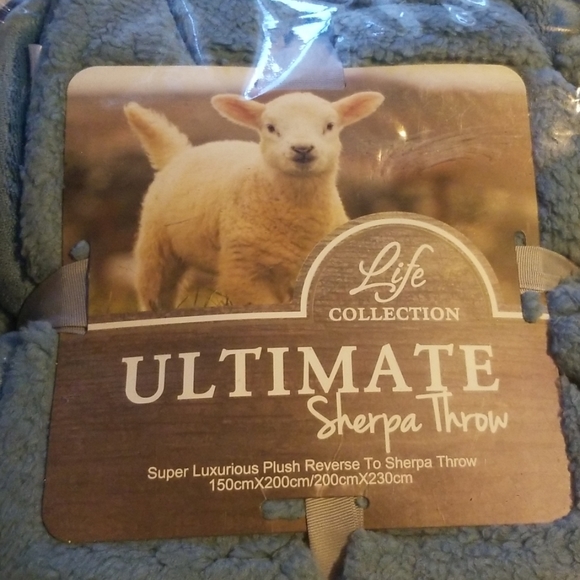 Life
COLLECTION
ULTIMATE
Sherpa Throw
Super Luxurious Plush Reverse To Sherpa Throw
150cmX200cm/200cmX230cm